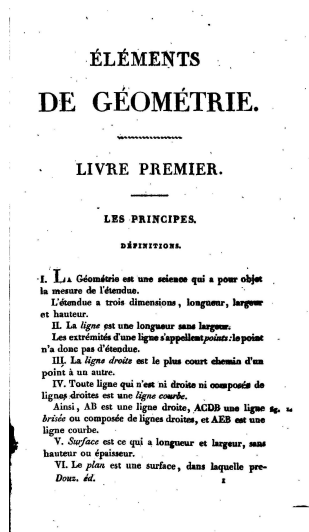 ÉLÉMENTS
DE GÉOMÉTRIE.
LIVRE PREMIER.
LES PRINCIPES.
DÉFINITIONS.
I. LA Géométrie est une science qui a pour objet
la mesure de l'étendue.
L'étendue a trois dimensions, longueur, largeur
et hauteur.
II. La ligne est une longueur sans largeur.
Les extrémités d'une ligne s'appellent points: le point
n'a donc pas d'étendue.
III. La ligne droite est le plus court chemin d'un
point à un autre.
IV. Toute ligne qui n'est ni droite ni composée de
lignes droites est une ligne courbe.
Ainsi, AB est une ligne droite, ACDB une ligne fig. 1.
brisée ou composée de lignes droites, et AEB est une
ligne courbe.
V. Surface est ce qui a longueur et largeur, sans
hauteur ou épaisseur.
VI. Le plan est une surface, dans laquelle pre-
Douz. éd. 1